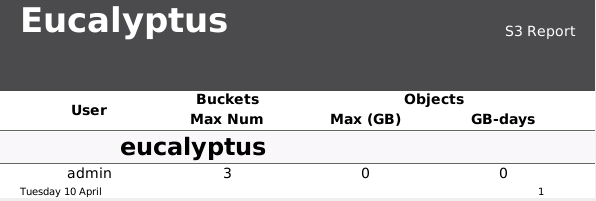 Eucalyptus
S3 Report
Buckets Objects
User
Max Num Max (GB) GB-days
eucalyptus
admin 3 0 0
Tuesday 10 April 1